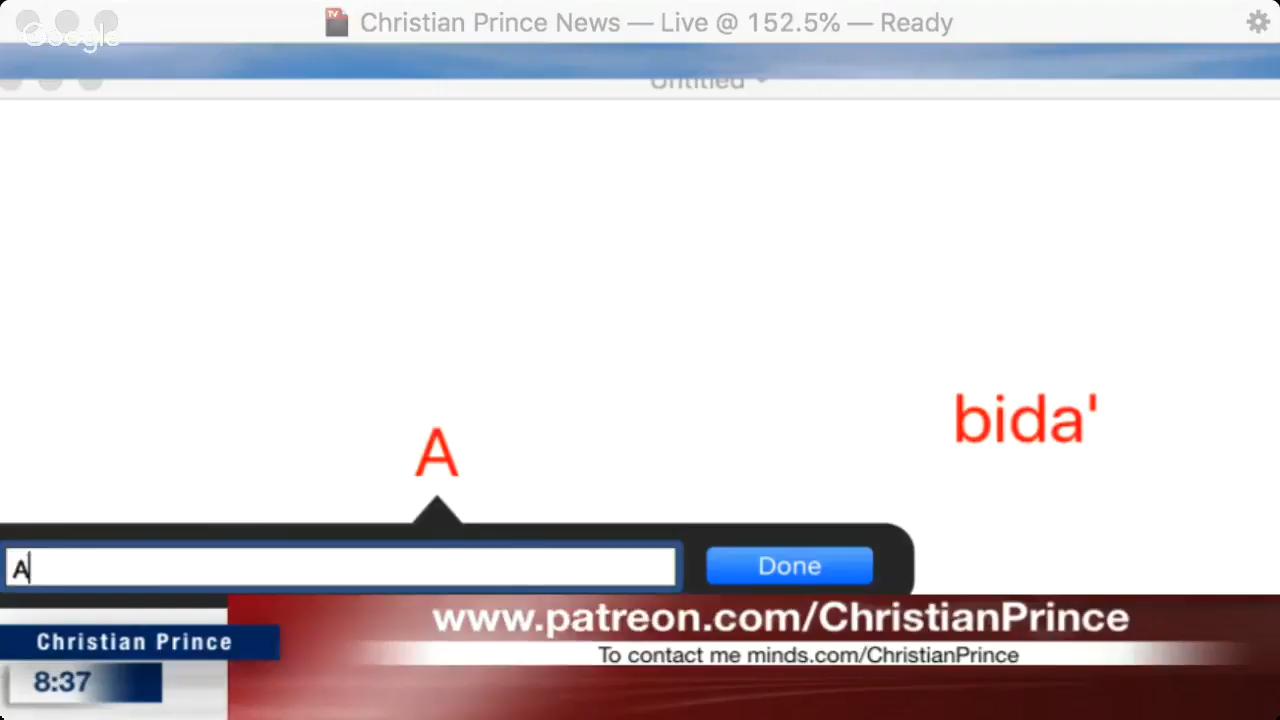 Christian Prince News — Live @ 152.5% — Ready
Google
Untitled
bida'
A
A
Done
www.patreon.com/ChristianPrince
To contact me minds.com/ChristianPrince
Christian Prince
8:37